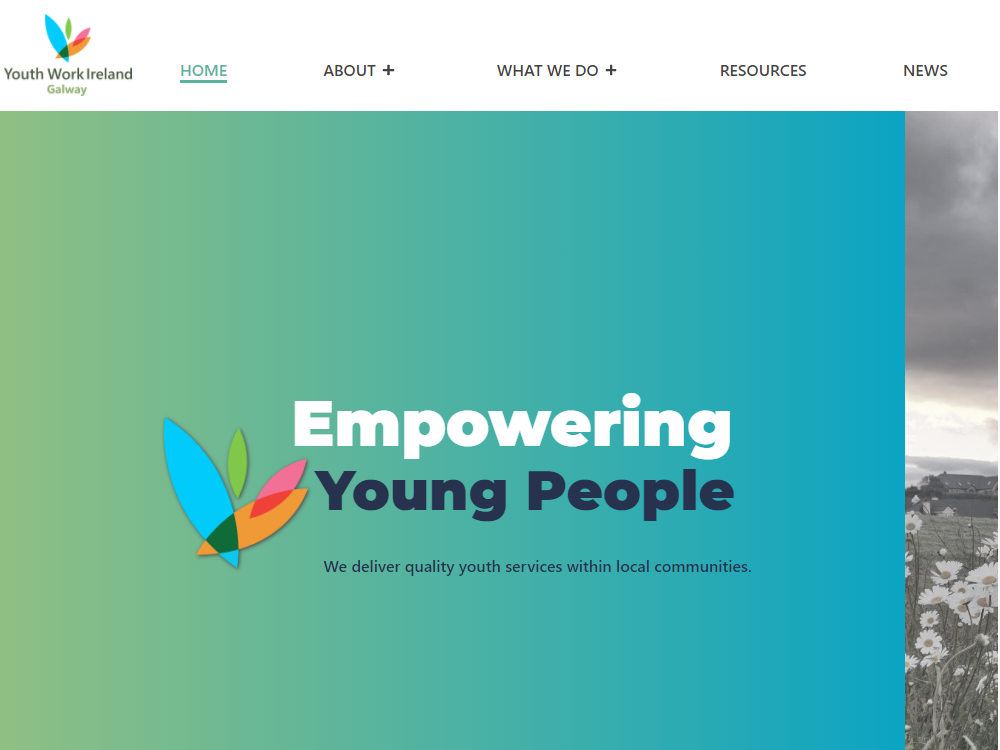 Youth Work Ireland
Galway
HOME
ABOUT +
WHAT WE DO +
RESOURCES
NEWS
Empowering
Young People
We deliver quality youth services within local communities.